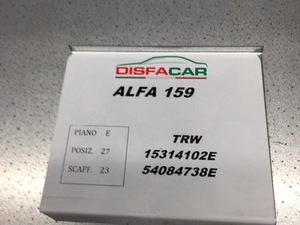 DISFACAR
ALFA 159
PIANO E
POSIZ. 27
SCAFF. 23
TRW
15314102E
54084738E